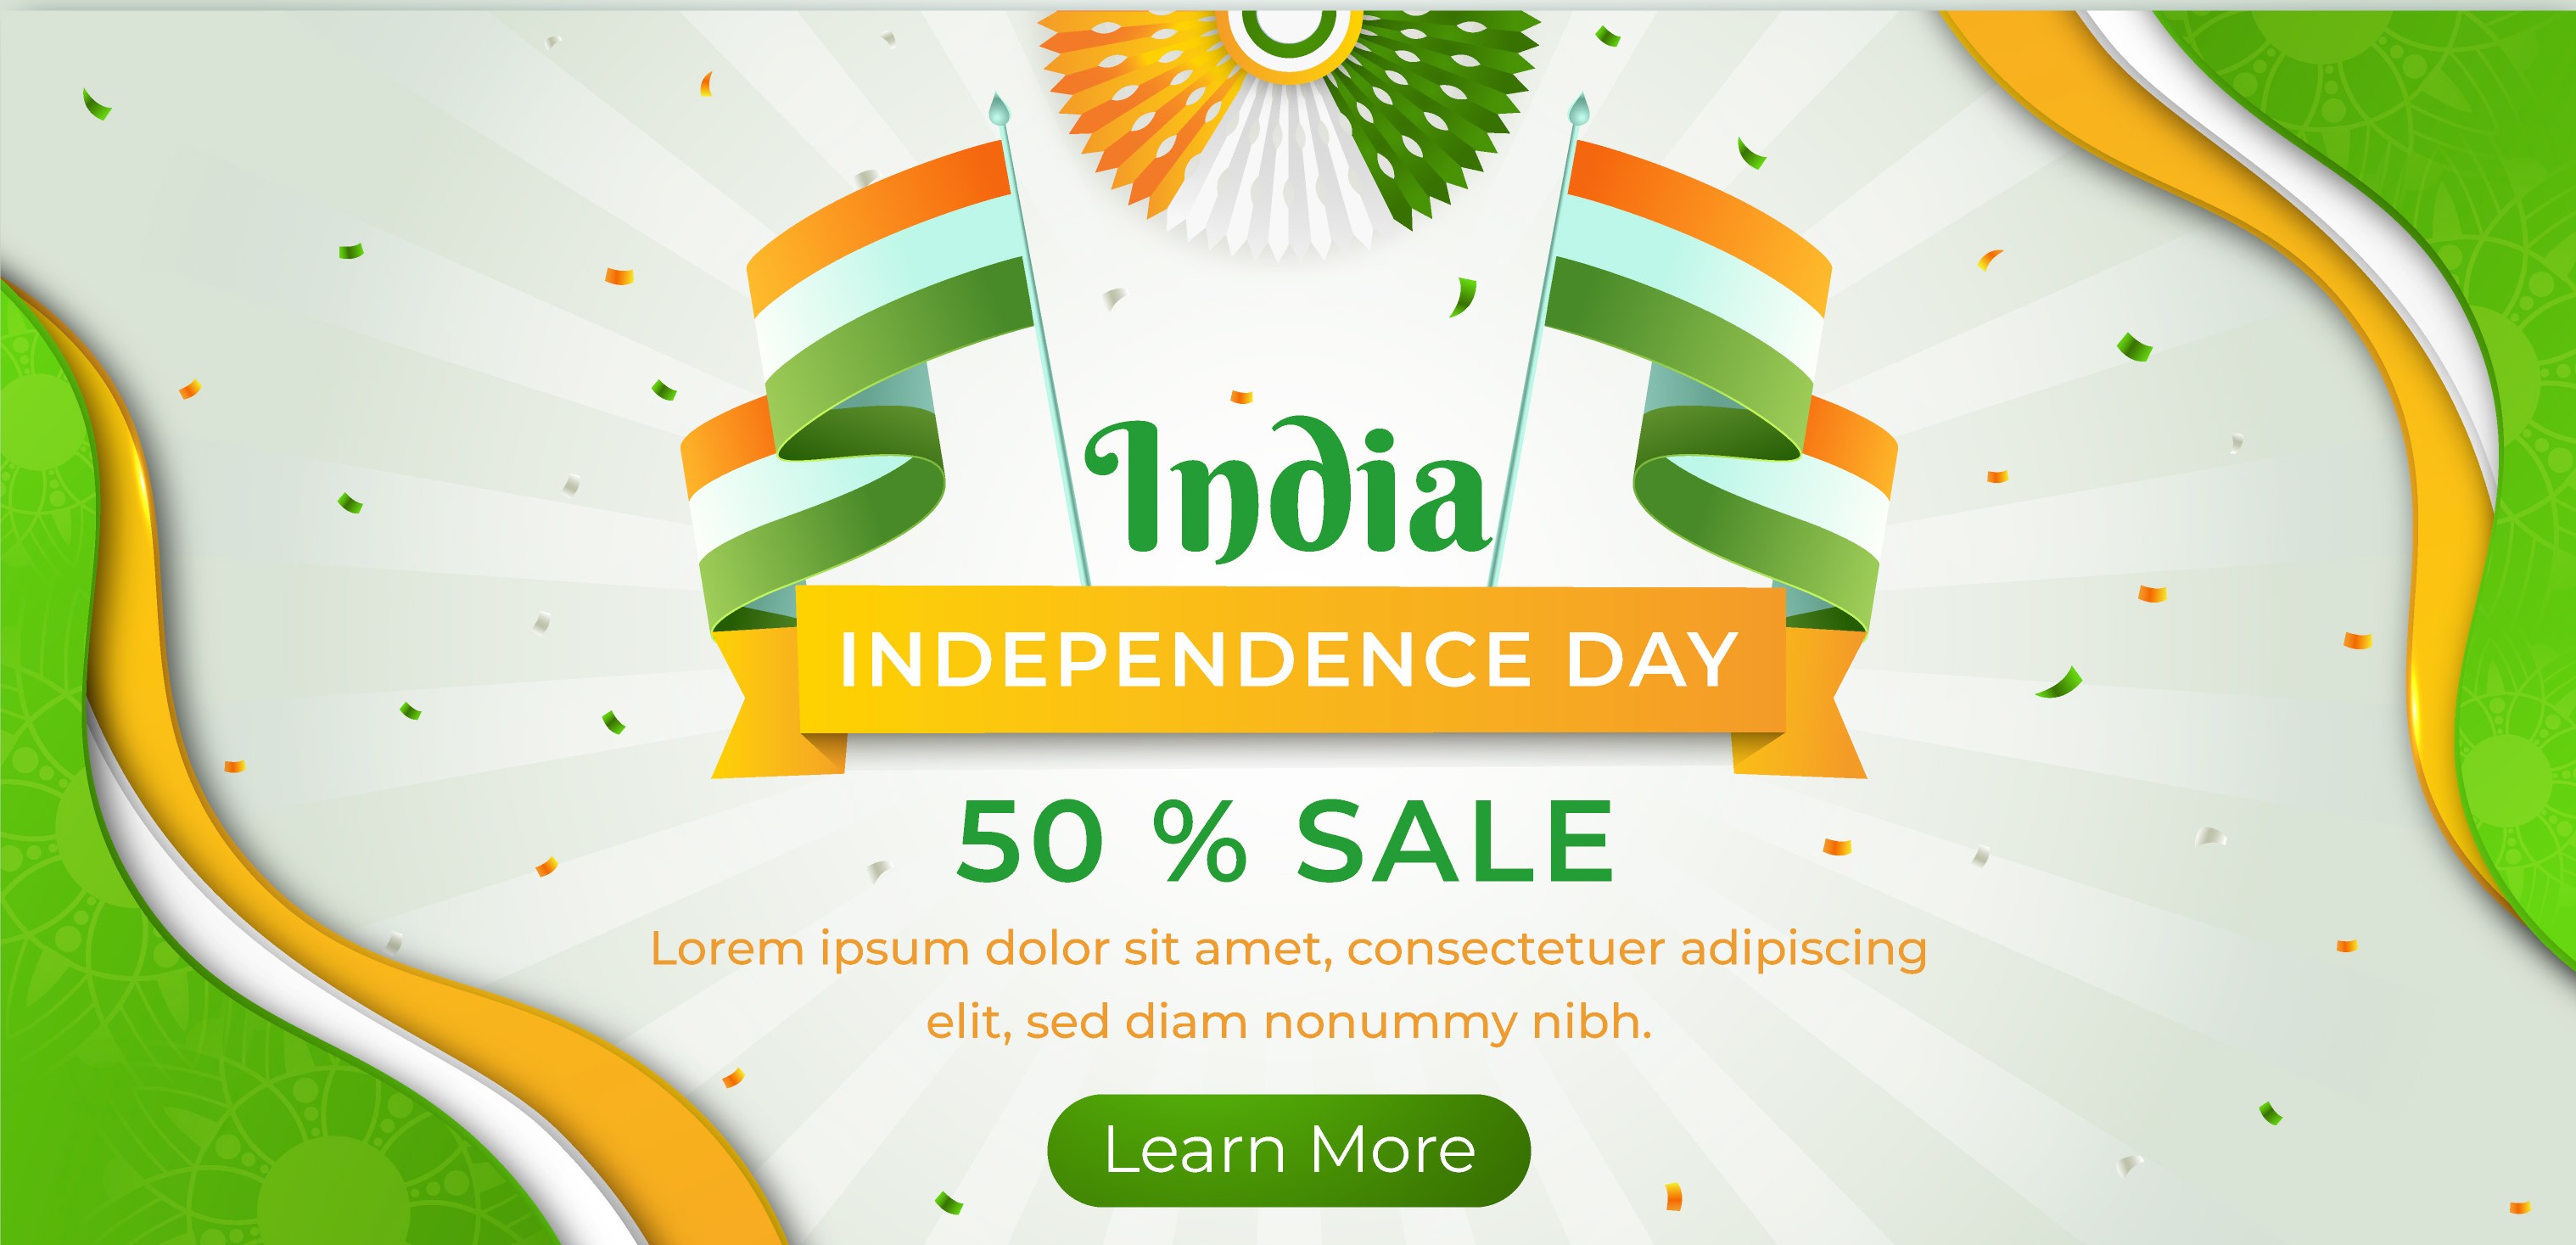 India
INDEPENDENCE DAY
50 % SALE
Lorem ipsum dolor sit amet, consectetuer adipiscing
elit, sed diam nonummy nibh.
Learn More